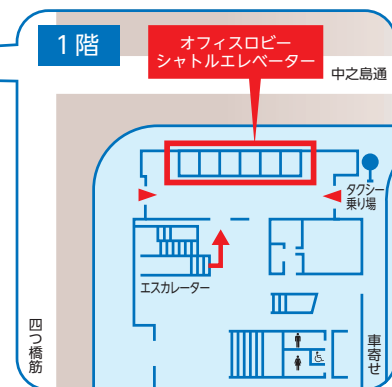 1階
オフィスロビー
シャトルエレベーター
中之島通
タクシー
乗り場
エスカレーター
四つ橋筋
車寄せ